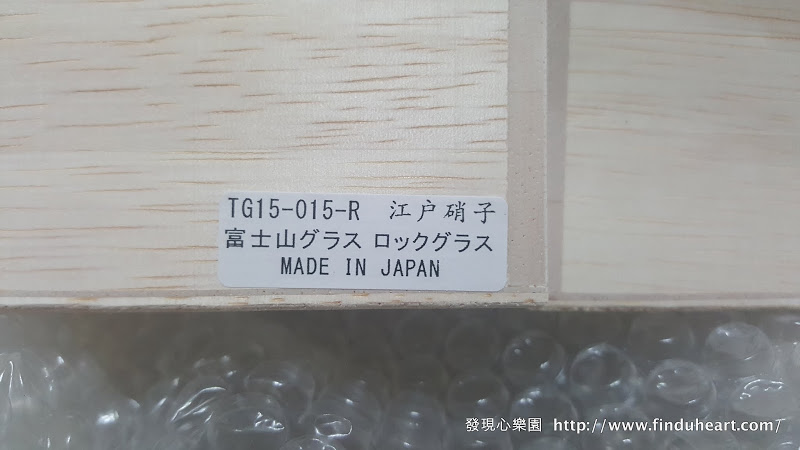 TG15-015-R 江戸硝子
富士山グラス ロックグラス
MADE IN JAPAN
發現心樂園 http://www.finduheart.com/